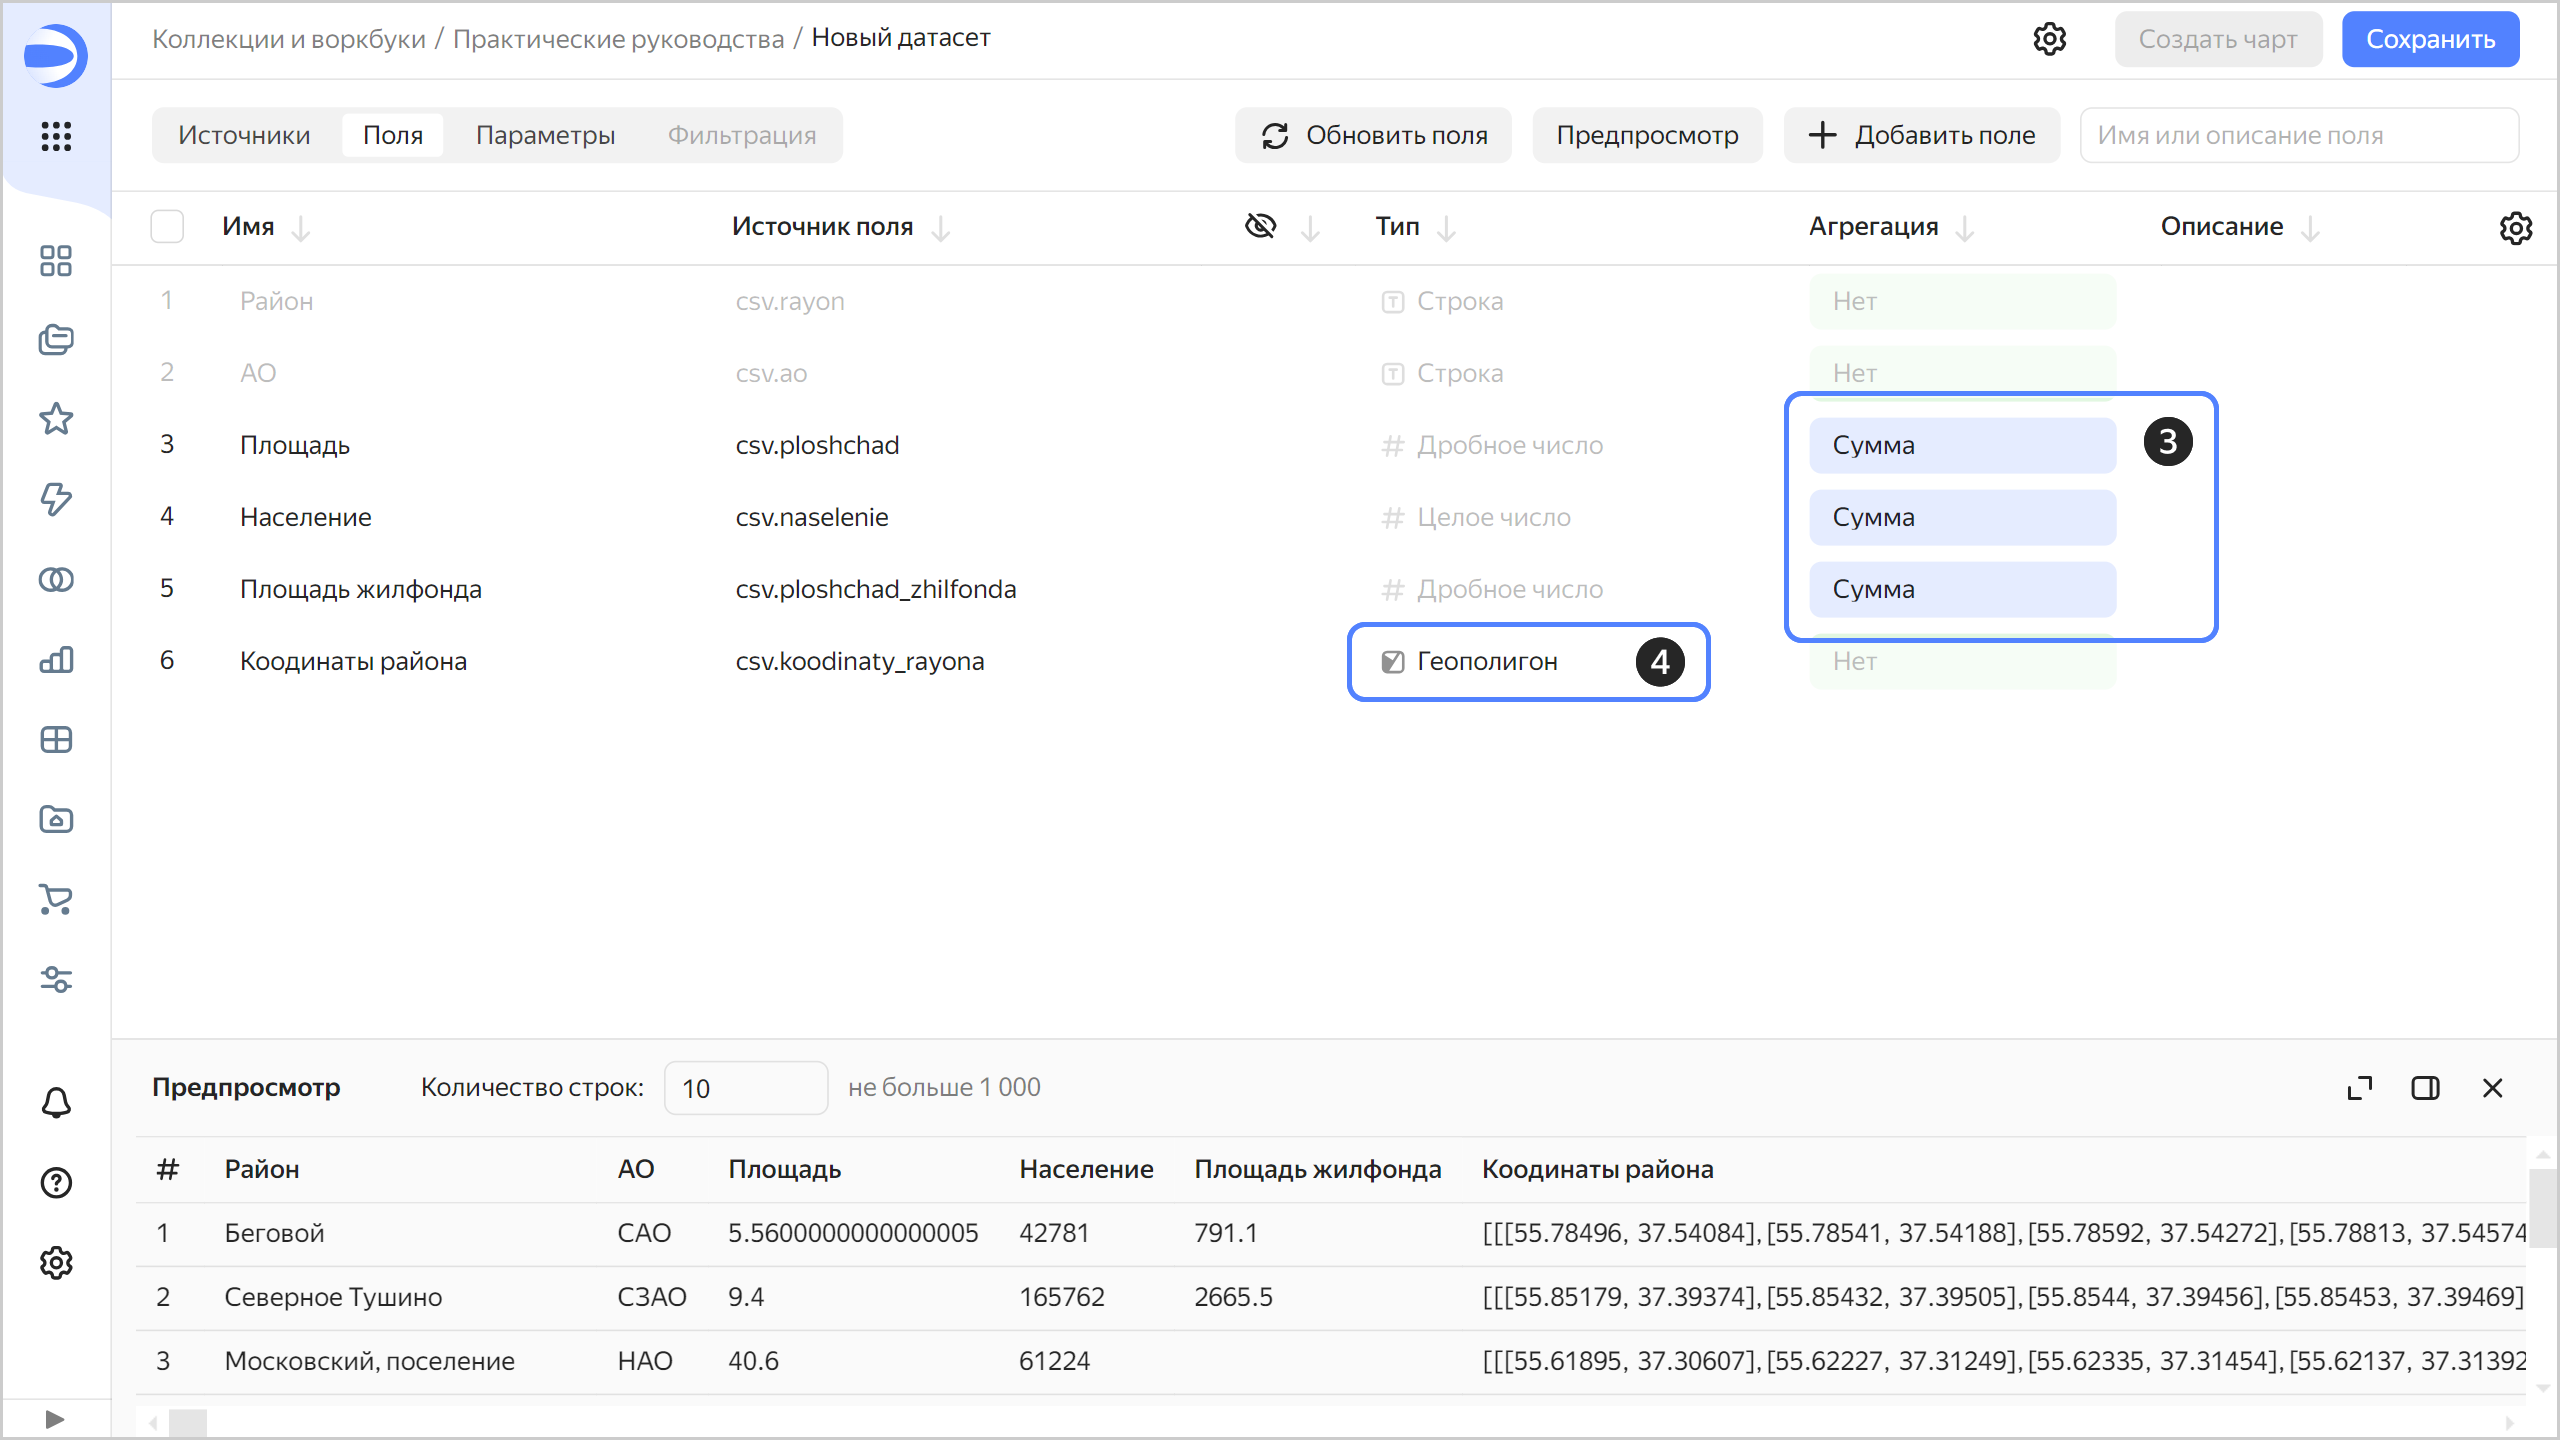 Коллекции и воркбуки / Практические руководства / Новый датасет
Создать чарт
Сохранить
Источники Поля Параметры Фильтрация
Обновить поля
Предпросмотр
Добавить поле
Имя или описание поля
Имя Источник поля Тип Агрегация Описание
1 Район csv.rayon Строка Нет
2 АО csv.ao Строка Нет
3 Площадь csv.ploshchad # Дробное число Сумма 3
4 Население csv.naselenie # Целое число Сумма
5 Площадь жилфонда csv.ploshchad_zhilfonda # Дробное число Сумма
6 Коодинаты района csv.koodinaty_rayona Геополигон 4 Нет
Предпросмотр Количество строк: 10 не больше 1 000
# Район АО Площадь Население Площадь жилфонда Коодинаты района
1 Беговой САО 5.5600000000000005 42781 791.1 [[[55.78496, 37.54084],[55.78541, 37.54188],[55.78592, 37.54272],[55.78813, 37.54574
2 Северное Тушино СЗАО 9.4 165762 2665.5 [[[55.85179, 37.39374],[55.85432, 37.39505],[55.8544, 37.39456],[55.85453, 37.39469]
3 Московский, поселение НАО 40.6 61224 [[[55.61895, 37.30607],[55.62227, 37.31249],[55.62335, 37.31454],[55.62137, 37.31392